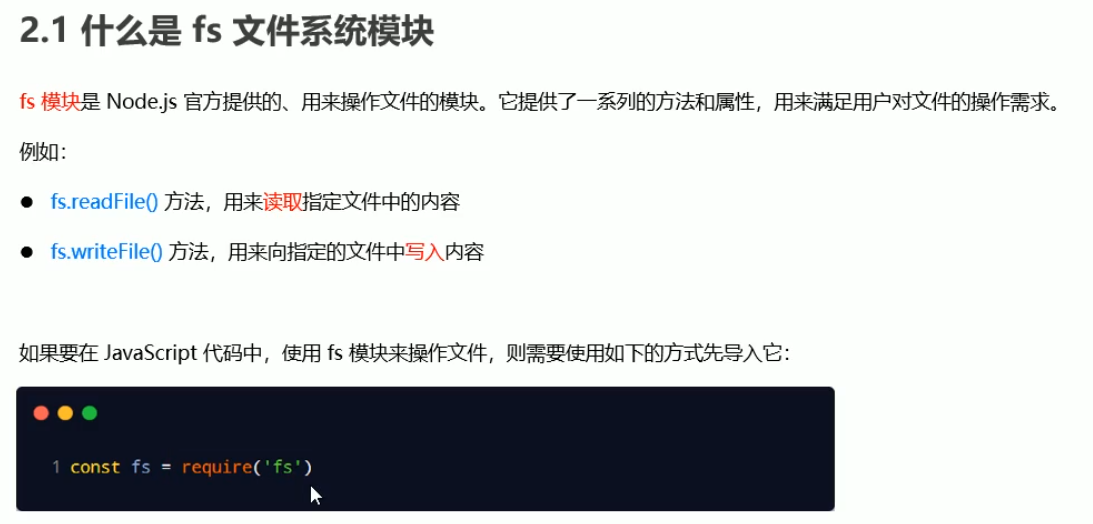 2.1 什么是 fs 文件系统模块
fs 模块是 Node.js 官方提供的、用来操作文件的模块。它提供了一系列的方法和属性，用来满足用户对文件的操作需求。
例如：
● fs.readFile() 方法，用来读取指定文件中的内容
● fs.writeFile() 方法，用来向指定的文件中写入内容
如果要在 JavaScript 代码中，使用 fs 模块来操作文件，则需要使用如下的方式先导入它：
1 const fs = require('fs')